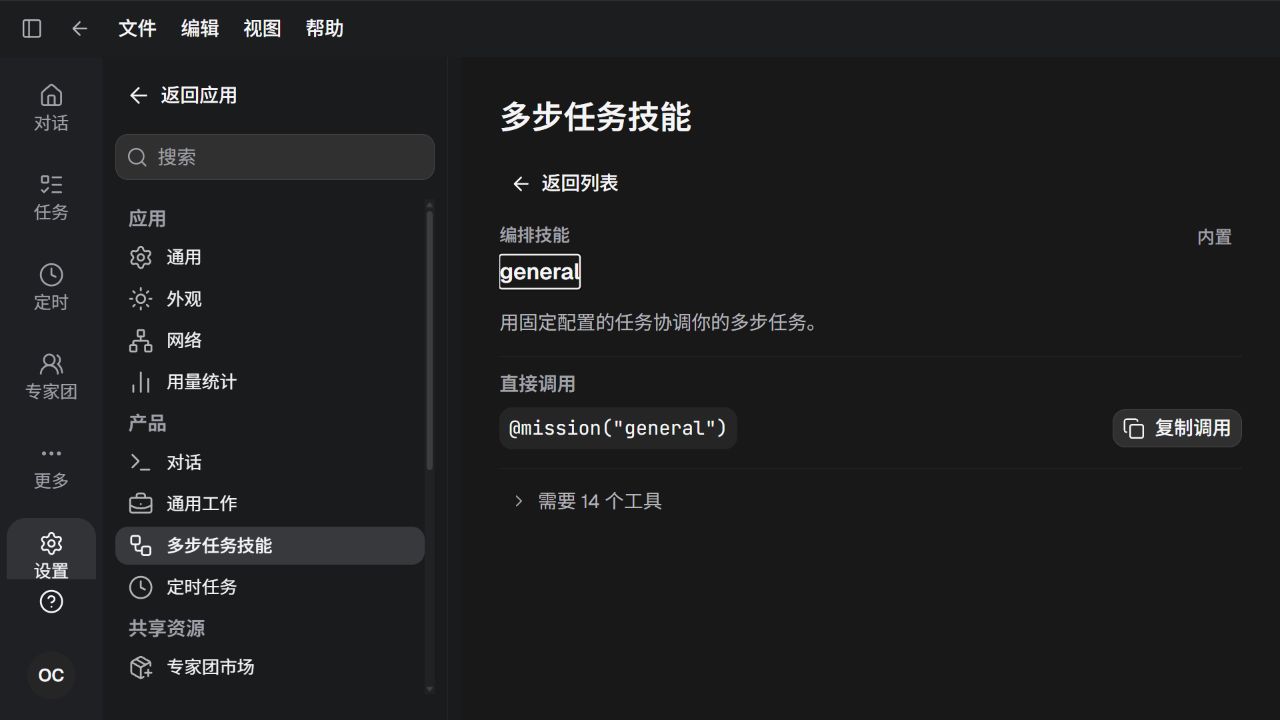 文件 编辑 视图 帮助
对话
任务
定时
专家团
更多
设置
OC
返回应用
搜索
应用
通用
外观
网络
用量统计
产品
对话
通用工作
多步任务技能
定时任务
共享资源
专家团市场
多步任务技能
返回列表
编排技能
内置
general
用固定配置的任务协调你的多步任务。
直接调用
@mission("general")
复制调用
需要 14 个工具